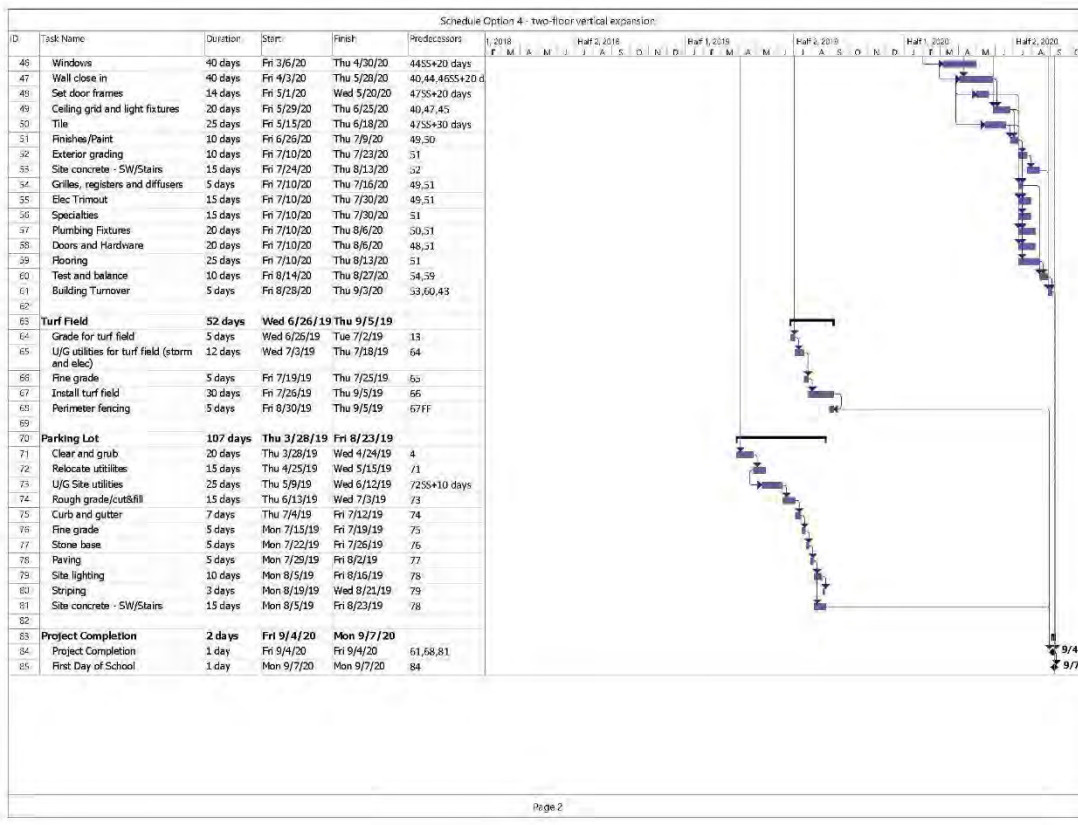 Schedule Option 4 - two-floor vertical expansion
ID Task Name Duration Start Finish Predecessors 1, 2018 Half 2, 2018 Half 1, 2019 Half 2, 2019 Half 1, 2020 Half 2, 2020
F M A M J J A S O N D J F M A M J J A S O N D J F M A M J J A S O
46 Windows 40 days Fri 3/6/20 Thu 4/30/20 44SS+20 days
47 Wall close in 40 days Fri 4/3/20 Thu 5/28/20 40,44,46SS+20 d
48 Set door frames 14 days Fri 5/1/20 Wed 5/20/20 47SS+20 days
49 Ceiling grid and light fixtures 20 days Fri 5/29/20 Thu 6/25/20 40,47,45
50 Tile 25 days Fri 5/15/20 Thu 6/18/20 47SS+30 days
51 Finishes/Paint 10 days Fri 6/26/20 Thu 7/9/20 49,50
52 Exterior grading 10 days Fri 7/10/20 Thu 7/23/20 51
53 Site concrete - SW/Stairs 15 days Fri 7/24/20 Thu 8/13/20 52
54 Grilles, registers and diffusers 5 days Fri 7/10/20 Thu 7/16/20 49,51
55 Elec Trimout 15 days Fri 7/10/20 Thu 7/30/20 49,51
56 Specialties 15 days Fri 7/10/20 Thu 7/30/20 51
57 Plumbing Fixtures 20 days Fri 7/10/20 Thu 8/6/20 50,51
58 Doors and Hardware 20 days Fri 7/10/20 Thu 8/6/20 48,51
59 Flooring 25 days Fri 7/10/20 Thu 8/13/20 51
60 Test and balance 10 days Fri 8/14/20 Thu 8/27/20 54,59
61 Building Turnover 5 days Fri 8/28/20 Thu 9/3/20 53,60,43
62
63 Turf Field 52 days Wed 6/26/19 Thu 9/5/19
64 Grade for turf field 5 days Wed 6/26/19 Tue 7/2/19 13
65 U/G utilities for turf field (storm 12 days Wed 7/3/19 Thu 7/18/19 64
and elec)
66 Fine grade 5 days Fri 7/19/19 Thu 7/25/19 65
67 Install turf field 30 days Fri 7/26/19 Thu 9/5/19 66
68 Perimeter fencing 5 days Fri 8/30/19 Thu 9/5/19 67FF
69
70 Parking Lot 107 days Thu 3/28/19 Fri 8/23/19
71 Clear and grub 20 days Thu 3/28/19 Wed 4/24/19 4
72 Relocate utitilites 15 days Thu 4/25/19 Wed 5/15/19 71
73 U/G Site utilities 25 days Thu 5/9/19 Wed 6/12/19 72SS+10 days
74 Rough grade/cut&fill 15 days Thu 6/13/19 Wed 7/3/19 73
75 Curb and gutter 7 days Thu 7/4/19 Fri 7/12/19 74
76 Fine grade 5 days Mon 7/15/19 Fri 7/19/19 75
77 Stone base 5 days Mon 7/22/19 Fri 7/26/19 76
78 Paving 5 days Mon 7/29/19 Fri 8/2/19 77
79 Site lighting 10 days Mon 8/5/19 Fri 8/16/19 78
80 Striping 3 days Mon 8/19/19 Wed 8/21/19 79
81 Site concrete - SW/Stairs 15 days Mon 8/5/19 Fri 8/23/19 78
82
83 Project Completion 2 days Fri 9/4/20 Mon 9/7/20
84 Project Completion 1 day Fri 9/4/20 Fri 9/4/20 61,68,81 9/4
85 First Day of School 1 day Mon 9/7/20 Mon 9/7/20 84 9/7
Page 2